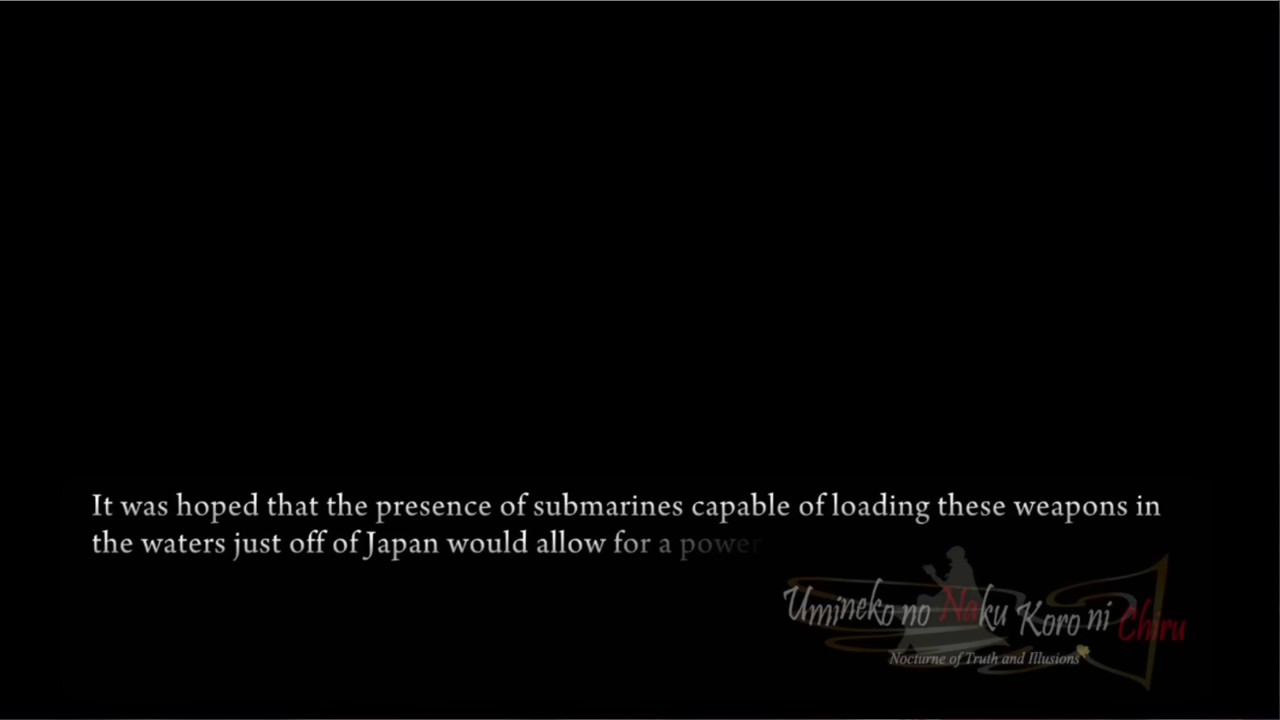 It was hoped that the presence of submarines capable of loading these weapons in
the waters just off of Japan would allow for a power
Umineko no Naku Koro ni Chiru
Nocturne of Truth and Illusions